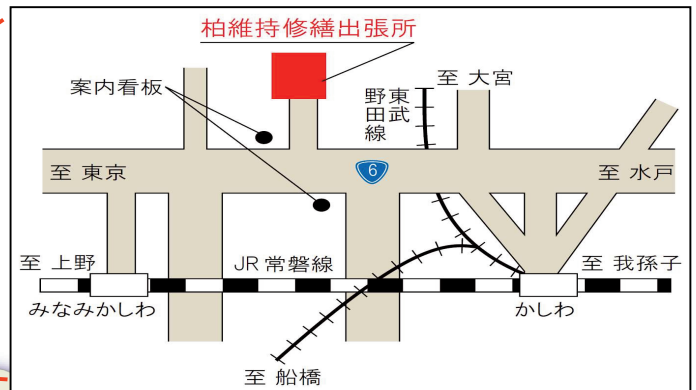 柏維持修繕出張所
案内看板
至 大宮
東武
野田線
至 東京
6
至 水戸
至 上野
JR常磐線
至 我孫子
みなみかしわ
かしわ
至 船橋